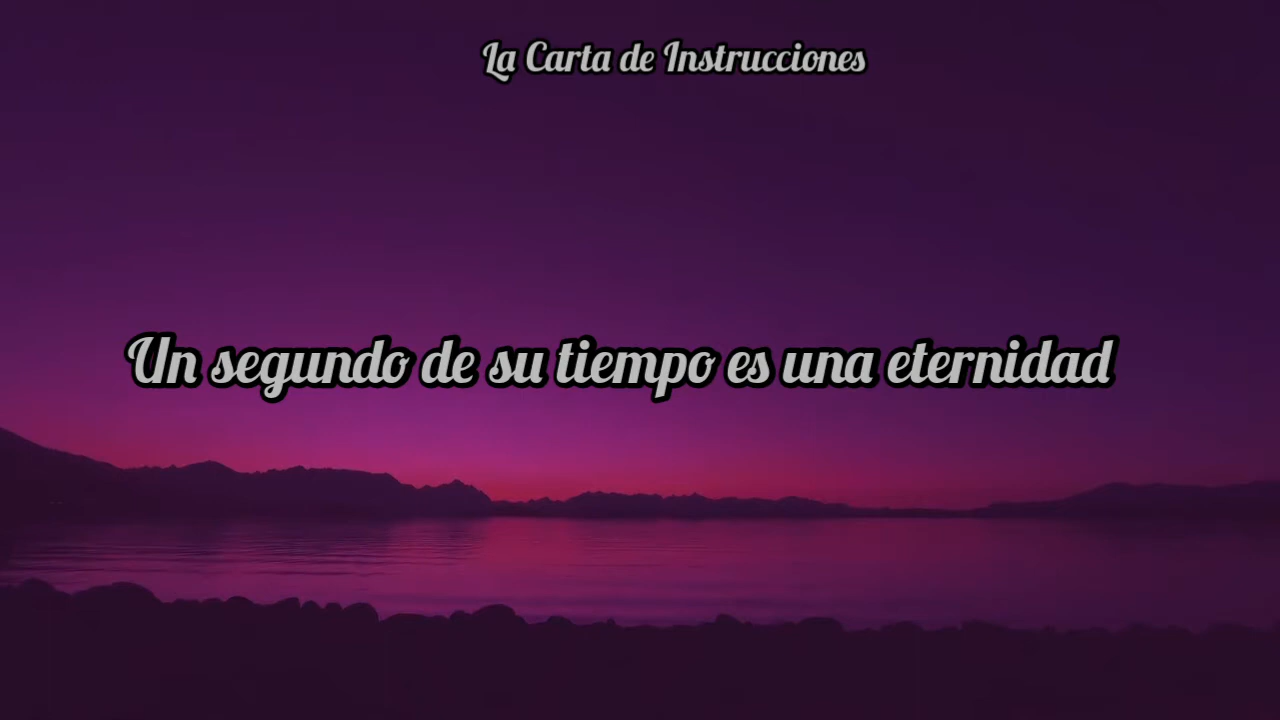 La Carta de Instrucciones
Un segundo de su tiempo es una eternidad